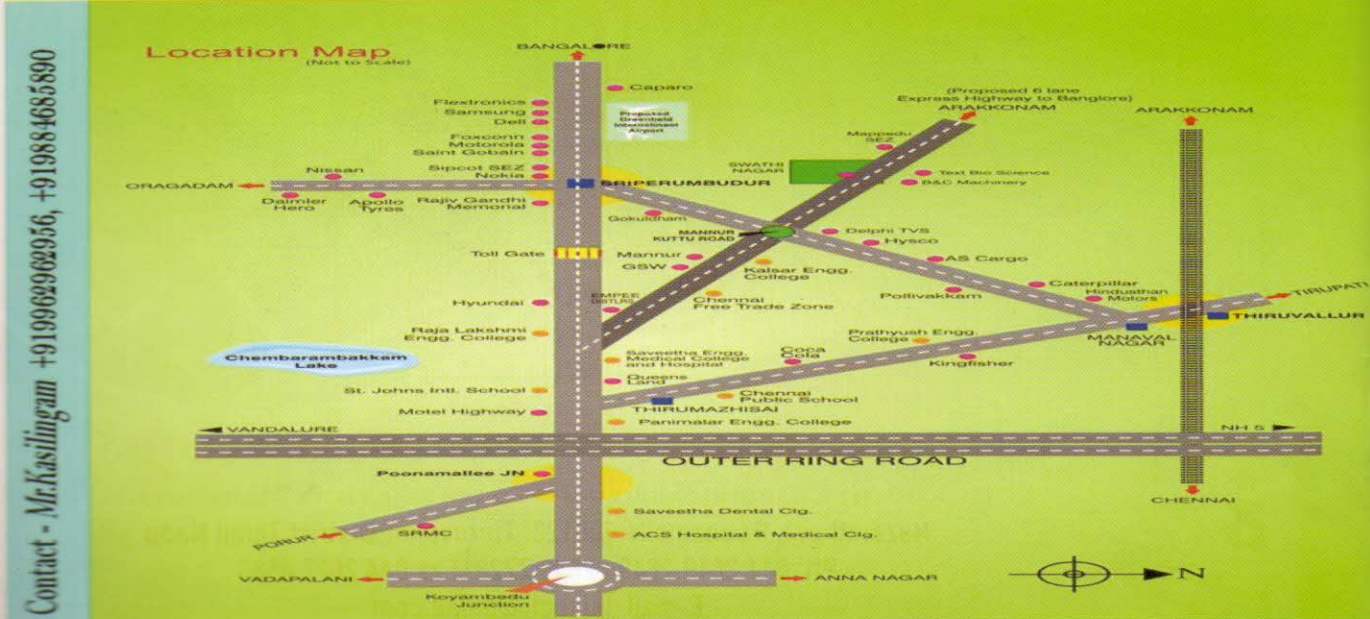 Contact - Mr.Kasilingam +919962962956, +919884685890
Location Map
(Not to Scale)
BANGALORE
Caparo
Flextronics
Samsung
Dell
Proposed
Greenfield
International
Airport
(Proposed 6 lane
Express Highway to Banglore)
ARAKKONAM
ARAKKONAM
Foxconn
Motorola
Saint Gobain
Mappedu
SEZ
Nissan
Sipcot SEZ
Nokia
SWATHI
NAGAR
Text Bio Science
B&C Machinery
ORAGADAM
SRIPERUMBUDUR
Daimler
Hero
Apollo
Tyres
Rajiv Gandhi
Memorial
Gokuldham
MANNUR
KUTTU ROAD
Delphi TVS
Hysco
Toll Gate
Mannur
GSW
Kalsar Engg.
College
AS Cargo
Caterpillar
Hindusthan
Motors
TIRUPATI
Hyundai
EMPEE
DISTLRS
Chennai
Free Trade Zone
Pollivakkam
THIRUVALLUR
Raja Lakshmi
Engg. College
Prathyush Engg.
College
MANAVAL
NAGAR
Chembarambakkam
Lake
Saveetha Engg.
Medical College
and Hospital
Coca
Cola
Kingfisher
Queens
Land
St. Johns Intl. School
Chennai
Public School
Motel Highway
THIRUMAZHISAI
Panimalar Engg. College
VANDALURE
NH 5
OUTER RING ROAD
Poonamallee JN
CHENNAI
Saveetha Dental Clg.
PORUR
SRMC
ACS Hospital & Medical Clg.
VADAPALANI
ANNA NAGAR
Koyambedu
Junction
N